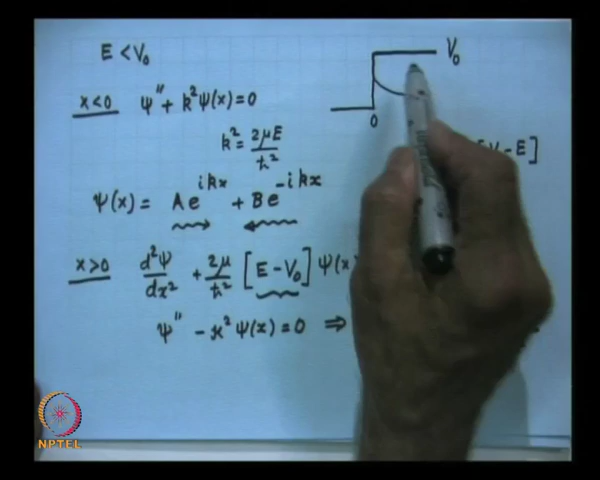 E < V₀
V₀
x<0 ψ'' + k²ψ(x)=0
0
k² = 2μE/ħ²
V-E]
ψ(x) = Ae^{ikx} + Be^{-ikx}
x>0 d²ψ/dx² + 2μ/ħ² [E-V₀] ψ(x
ψ'' - κ²ψ(x)=0 ⇒
NPTEL